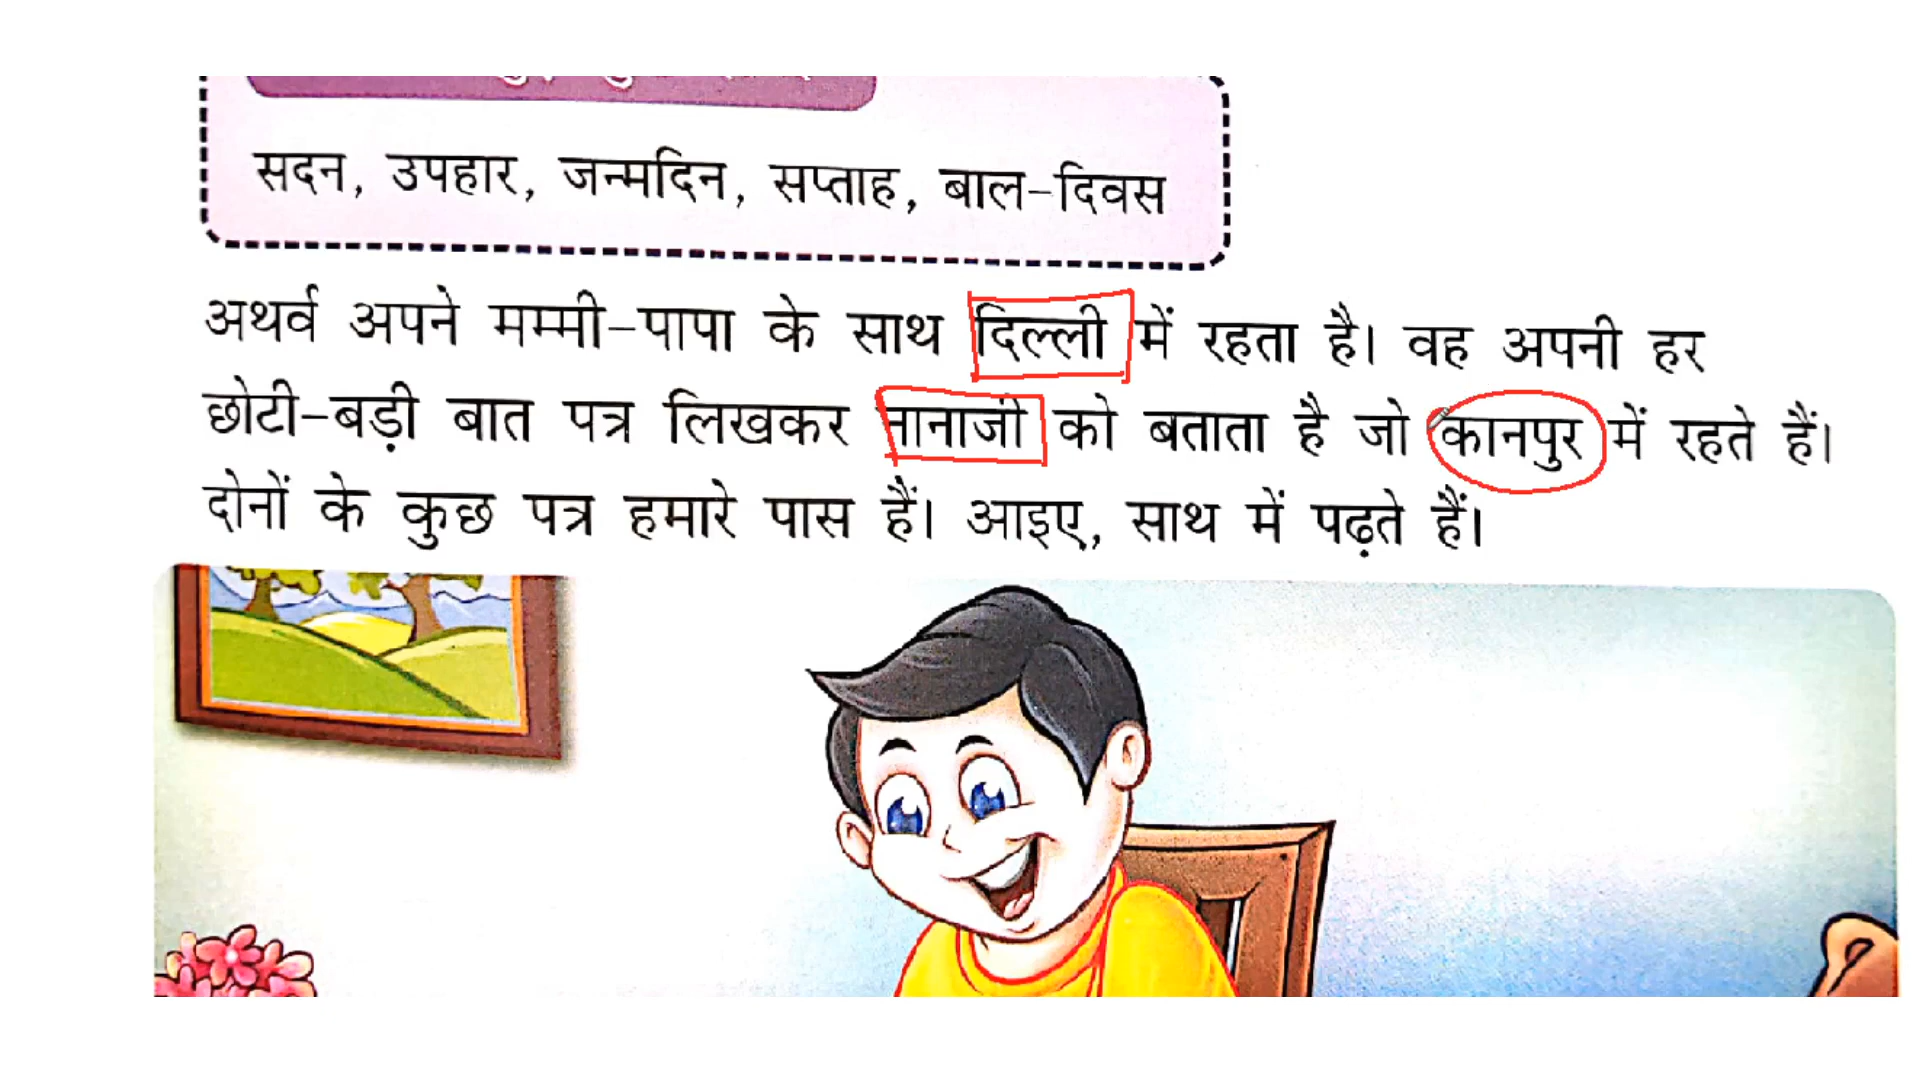 सदन, उपहार, जन्मदिन, सप्ताह, बाल-दिवस
अथर्व अपने मम्मी-पापा के साथ दिल्ली में रहता है। वह अपनी हर
छोटी-बड़ी बात पत्र लिखकर नानाजी को बताता है जो कानपुर में रहते हैं।
दोनों के कुछ पत्र हमारे पास हैं। आइए, साथ में पढ़ते हैं।